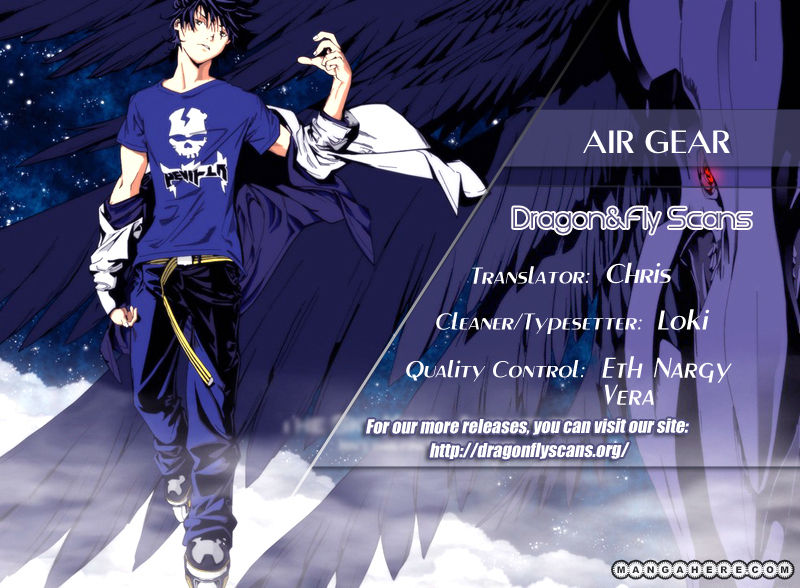 AIR GEAR
Dragon&Fly Scans
Translator: Chris
Cleaner/Typesetter: Loki
Quality Control: Eth Nargy
Vera
For our more releases, you can visit our site:
http://dragonflyscans.org/
MANGAHERE.COM